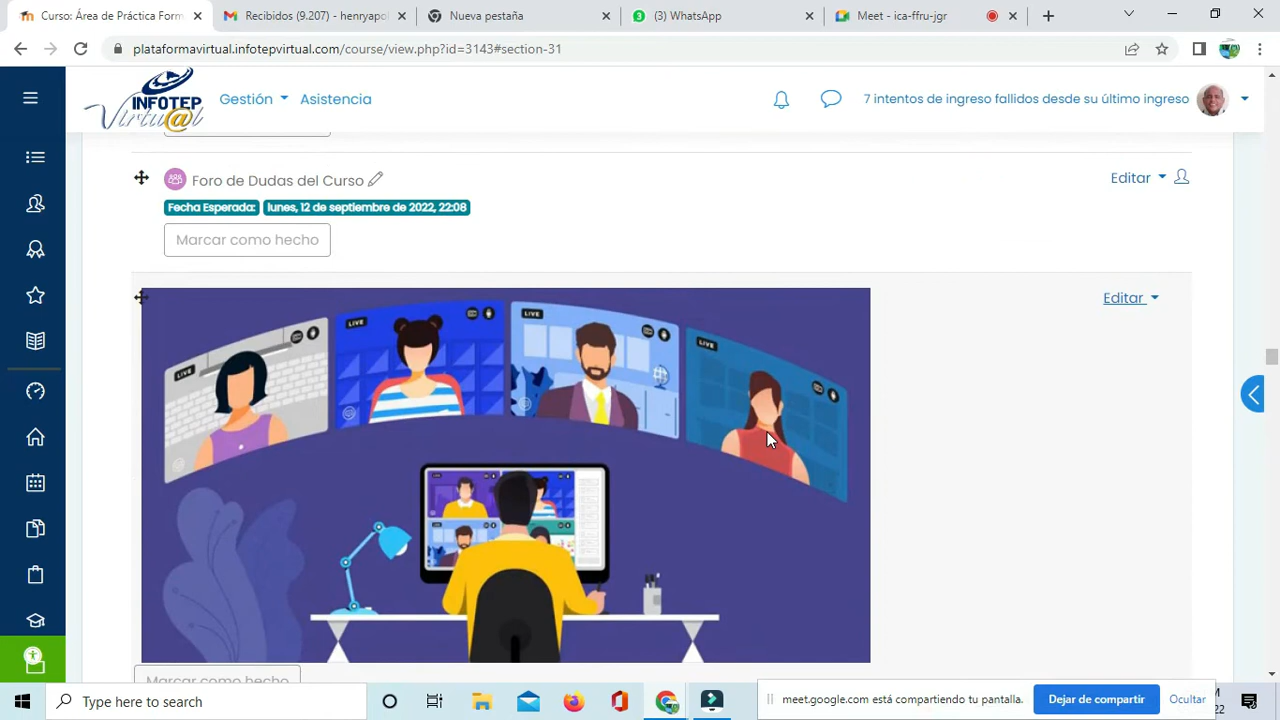 Curso: Área de Práctica Form
Recibidos (9.207) - henryapol
Nueva pestaña
(3) WhatsApp
Meet - ica-ffru-jgr
plataformavirtual.infotepvirtual.com/course/view.php?id=3143#section-31
INFOTEP
Virtu@l
Gestión
Asistencia
7 intentos de ingreso fallidos desde su último ingreso
Foro de Dudas del Curso
Editar
Fecha Esperada: lunes, 12 de septiembre de 2022, 22:08
Marcar como hecho
Editar
LIVE
LIVE
LIVE
LIVE
Marcar como hecho
Type here to search
meet.google.com está compartiendo tu pantalla.
Dejar de compartir
Ocultar